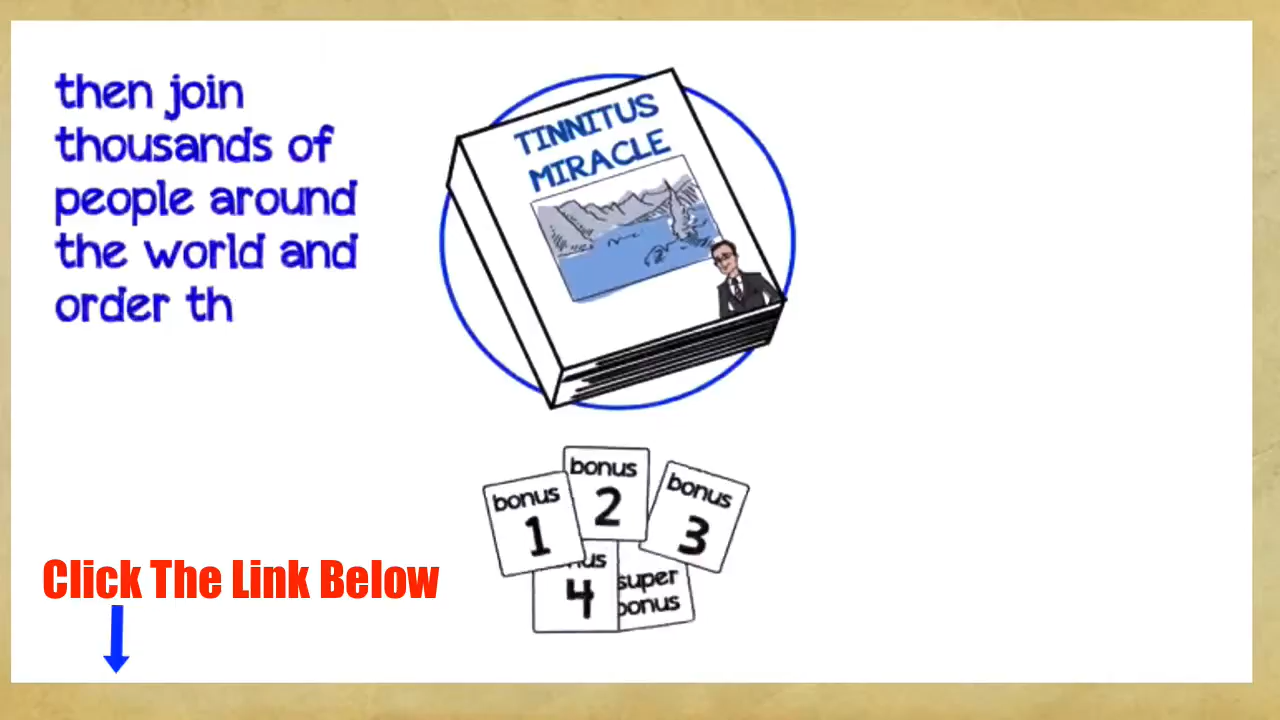 then join
thousands of
people around
the world and
order th
TINNITUS
MIRACLE
bonus
1
bonus
2
bonus
3
nus
4
super
bonus
Click The Link Below